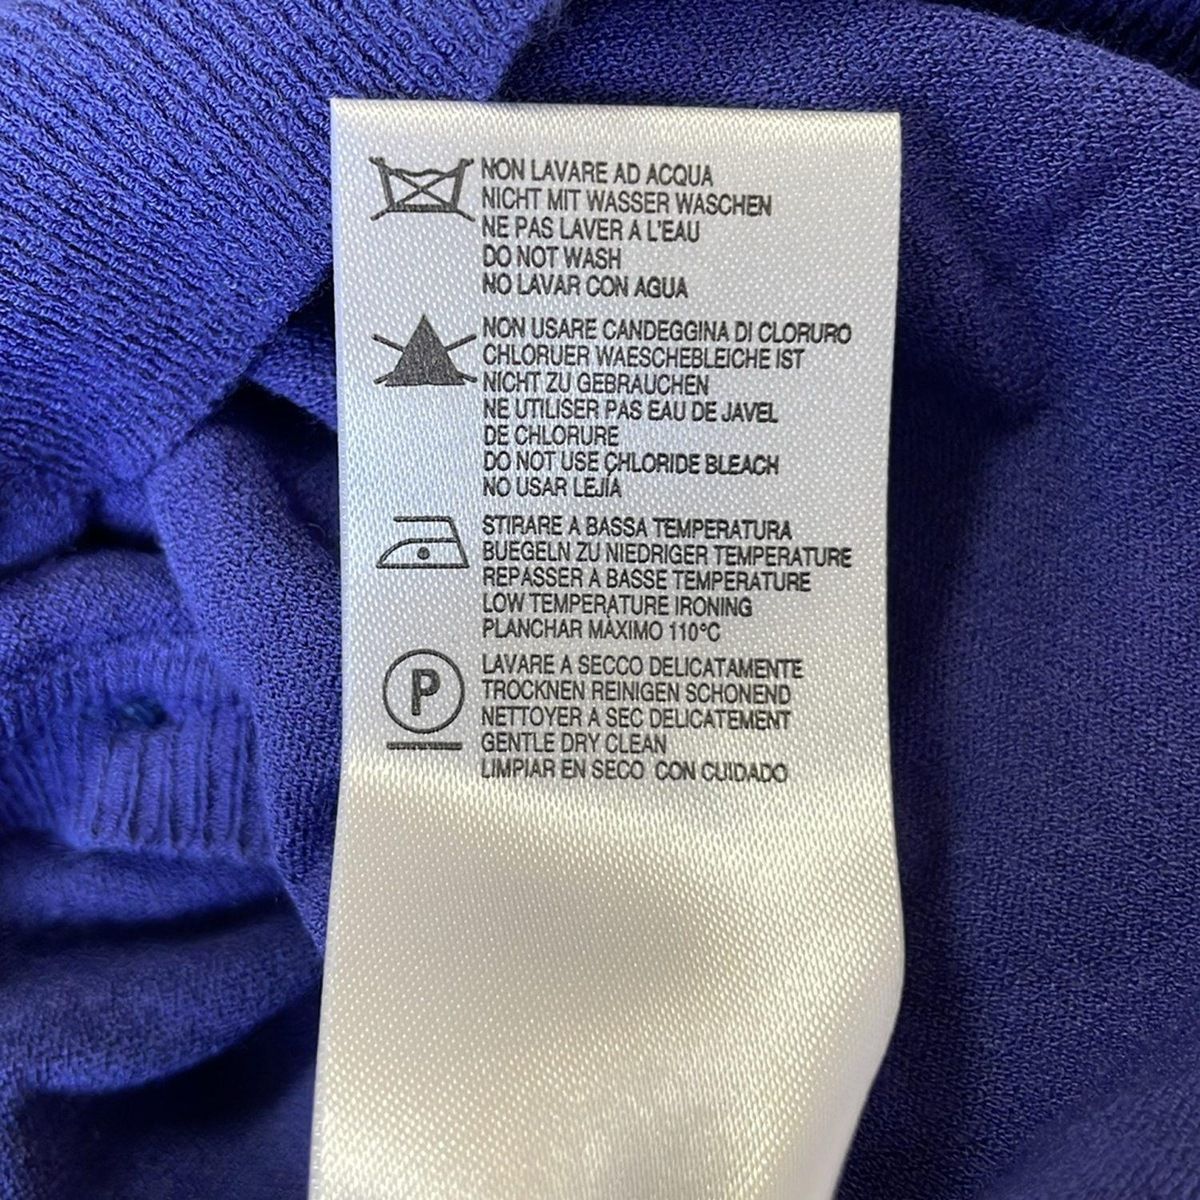 NON LAVARE AD ACQUA
NICHT MIT WASSER WASCHEN
NE PAS LAVER A L'EAU
DO NOT WASH
NO LAVAR CON AGUA
NON USARE CANDEGGINA DI CLORURO
CHLORUER WAESCHEBLEICHE IST
NICHT ZU GEBRAUCHEN
NE UTILISER PAS EAU DE JAVEL
DE CHLORURE
DO NOT USE CHLORIDE BLEACH
NO USAR LEJÍA
STIRARE A BASSA TEMPERATURA
BUEGELN ZU NIEDRIGER TEMPERATURE
REPASSER A BASSE TEMPERATURE
LOW TEMPERATURE IRONING
PLANCHAR MÁXIMO 110°C
P
LAVARE A SECCO DELICATAMENTE
TROCKNEN REINIGEN SCHONEND
NETTOYER A SEC DELICATEMENT
GENTLE DRY CLEAN
LIMPIAR EN SECO CON CUIDADO